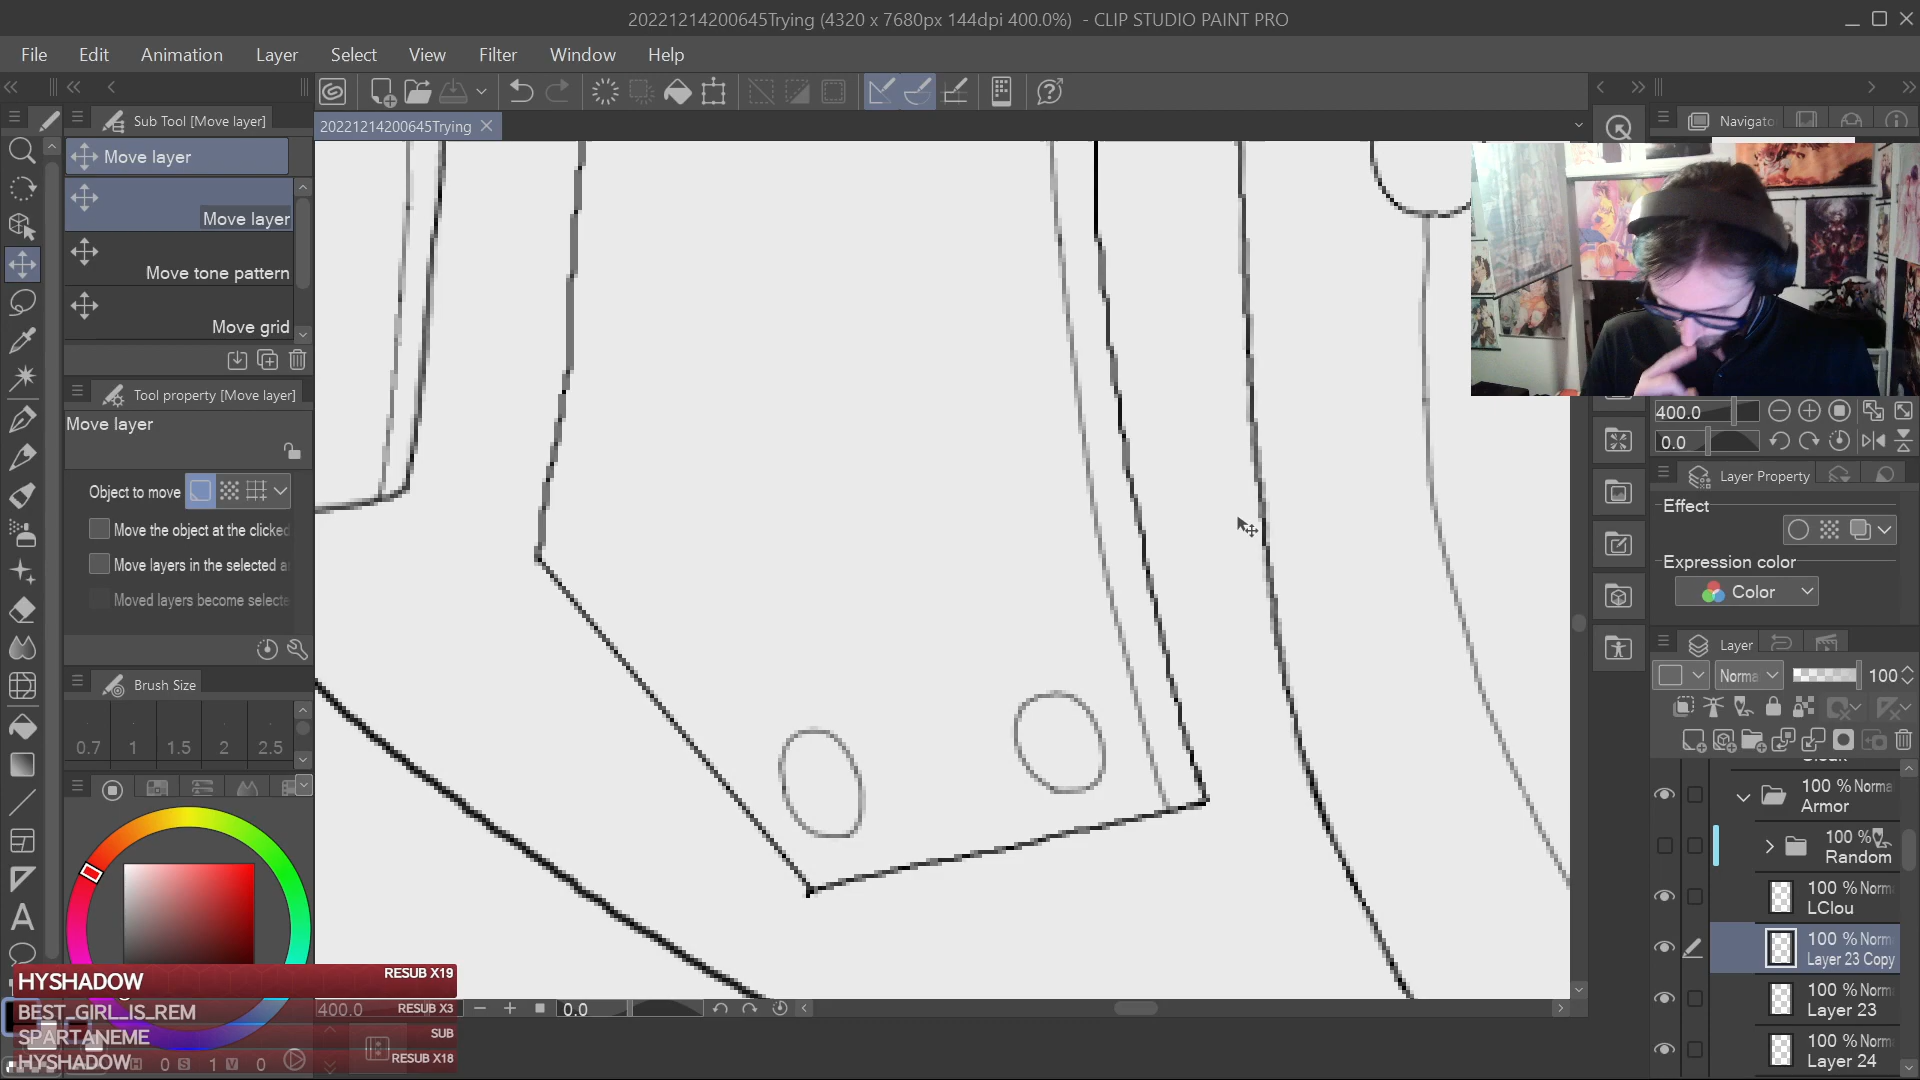 20221214200645Trying (4320 x 7680px 144dpi 400.0%) - CLIP STUDIO PAINT PRO
File Edit Animation Layer Select View Filter Window Help
Sub Tool [Move layer]
20221214200645Trying
Navigato
Move layer
Move layer
Move tone pattern
Move grid
Tool property [Move layer]
Move layer
Object to move
Move the object at the clicked
Move layers in the selected a
Moved layers become selecte
Brush Size
0.7 1 1.5 2 2.5
400.0
0.0
Layer Property
Effect
Expression color
Color
Layer
Norma 100
100 % Norma
Armor
100 %
Random
100 % Norm
LClou
100 % Norm
Layer 23 Copy
100 % Norm
Layer 23
100 % Norm
Layer 24
HYSHADOW RESUB X19
BEST_GIRL_IS_REM RESUB X3
SPARTANEME SUB
HYSHADOW RESUB X18
400.0 0.0
H 0 S 1 V 0